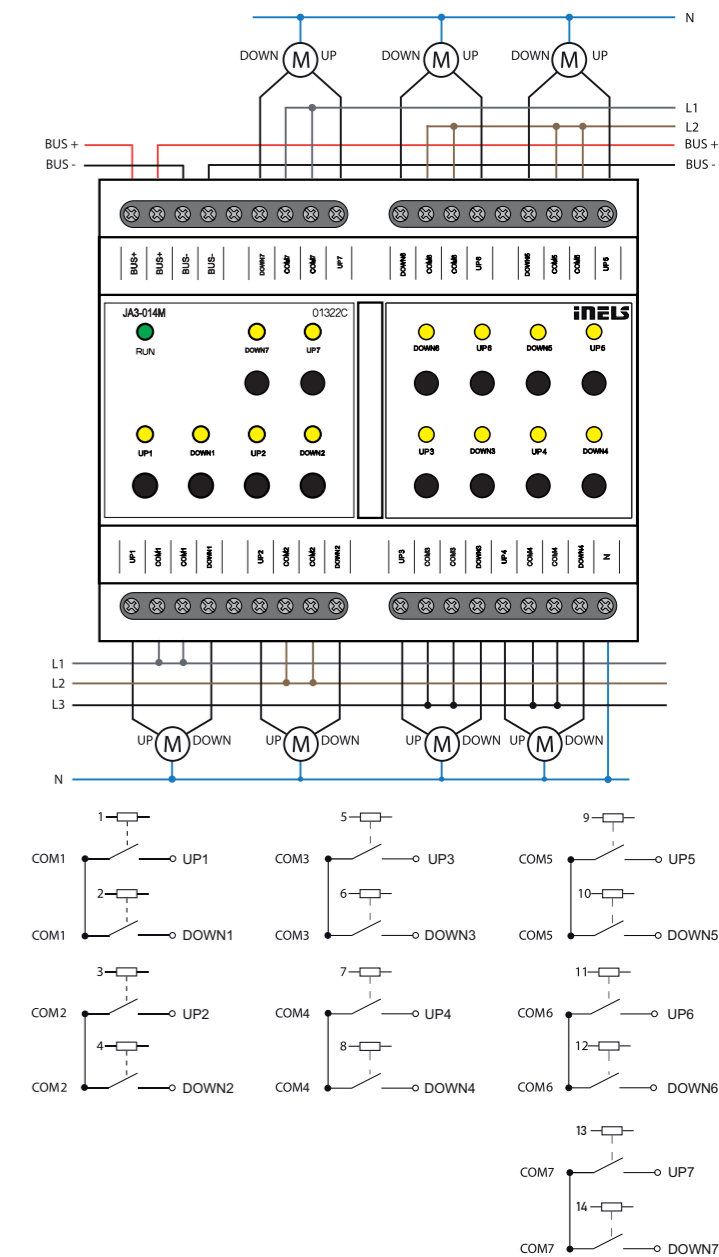 N
DOWN M UP DOWN M UP DOWN M UP
L1
L2
BUS + BUS +
BUS - BUS -
BUS+ BUS+ BUS- BUS- DOWN7 COM7 COM7 UP7 DOWN6 COM6 COM6 UP6 DOWN5 COM5 COM5 UP5
JA3-014M 01322C iNELS
RUN DOWN7 UP7 DOWN6 UP6 DOWN5 UP5
UP1 DOWN1 UP2 DOWN2 UP3 DOWN3 UP4 DOWN4
UP1 COM1 COM1 DOWN1 UP2 COM2 COM2 DOWN2 UP3 COM3 COM3 DOWN3 UP4 COM4 COM4 DOWN4 N
L1
L2
L3
UP M DOWN UP M DOWN UP M DOWN UP M DOWN
N
1 5 9
COM1 UP1 COM3 UP3 COM5 UP5
2 6 10
COM1 DOWN1 COM3 DOWN3 COM5 DOWN5
3 7 11
COM2 UP2 COM4 UP4 COM6 UP6
4 8 12
COM2 DOWN2 COM4 DOWN4 COM6 DOWN6
13
COM7 UP7
14
COM7 DOWN7